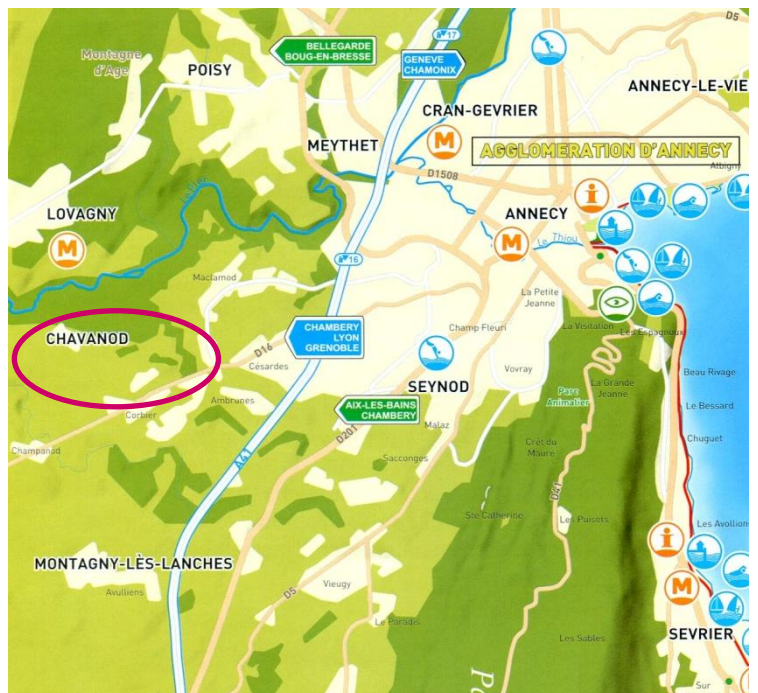 D5
17
BELLEGARDE
BOUG-EN-BRESSE
GENEVE
CHAMONIX
Montagne
d'Age
POISY
ANNECY-LE-VIE
CRAN-GEVRIER
MEYTHET
M
AGGLOMERATION D'ANNECY
Albigny
D1508
LOVAGNY
M
ANNECY
i
M
Le Thiou
16
Maclamod
La Petite
Jeanne
CHAVANOD
CHAMBERY
LYON
GRENOBLE
Champ Fleuri
La Visitation
Les Espagnoux
D16
Césardes
Vovray
Beau Rivage
SEYNOD
La Grande
Jeanne
Parc
Animalier
Ambrunes
AIX-LES-BAINS
CHAMBERY
Le Bessard
Corbier
Malaz
D201
Chuguet
Champanod
A41
Sacconges
Crêt du
Maure
D41
Ste Catherine
Les Puisots
Les Avollion
i
MONTAGNY-LÈS-LANCHES
Avulliens
D5
Vieugy
M
Le Paradis
Les Sables
SEVRIER
Sur